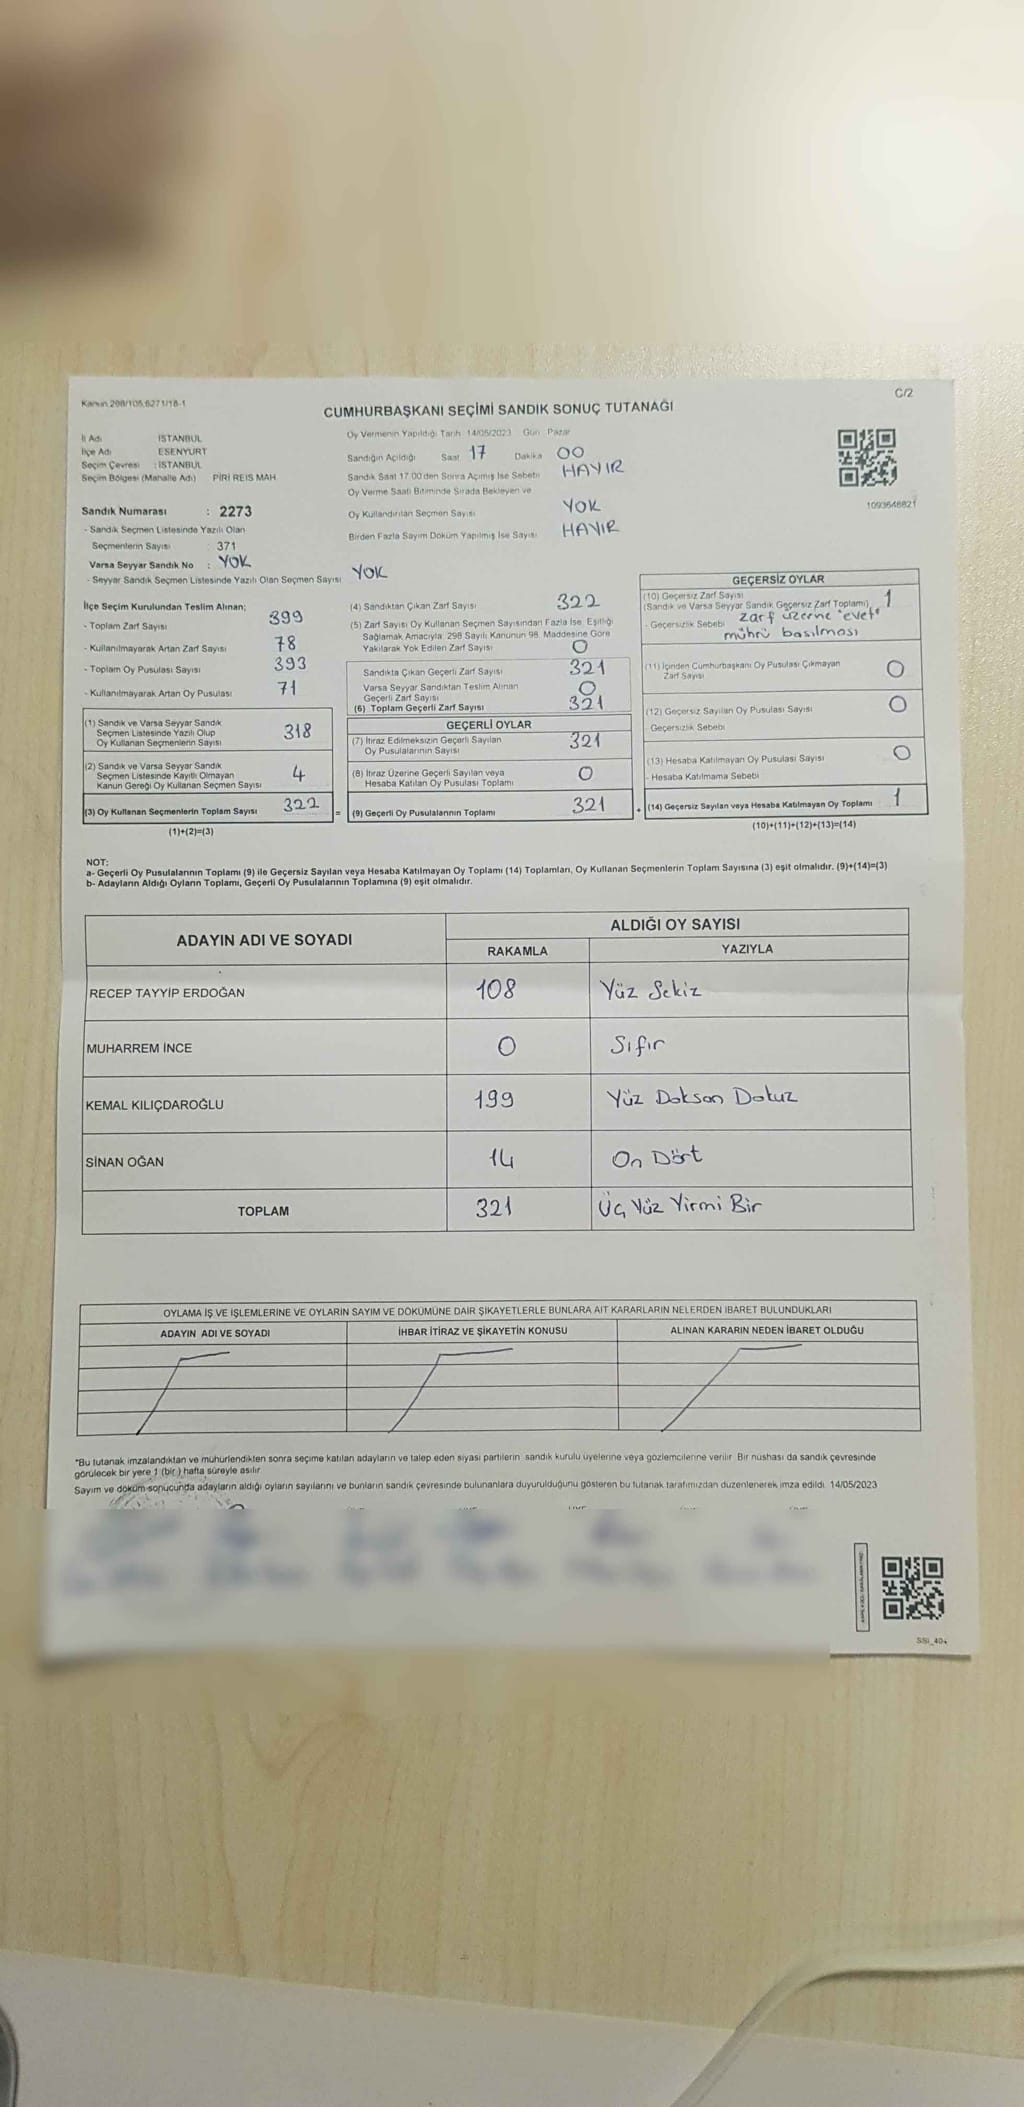 Kanun 298/105,6271/18-1
C/2
CUMHURBAŞKANI SEÇİMİ SANDIK SONUÇ TUTANAĞI
İl Adı : İSTANBUL
İlçe Adı : ESENYURT
Seçim Çevresi : İSTANBUL
Seçim Bölgesi (Mahalle Adı) PİRİ REİS MAH.
Sandık Numarası : 2273
- Sandık Seçmen Listesinde Yazılı Olan
Seçmenlerin Sayısı : 371
Varsa Seyyar Sandık No : YOK
- Seyyar Sandık Seçmen Listesinde Yazılı Olan Seçmen Sayısı YOK
Oy Vermenin Yapıldığı Tarih 14/05/2023 Gün Pazar
Sandığın Açıldığı Saat 17 Dakika 00
Sandık Saat 17.00'den Sonra Açılmış İse Sebebi HAYIR
Oy Verme Saati Bitiminde Sırada Bekleyen ve
Oy Kullandırılan Seçmen Sayısı YOK
Birden Fazla Sayım Döküm Yapılmış İse Sayısı HAYIR
1093648821
İlçe Seçim Kurulundan Teslim Alınan;
- Toplam Zarf Sayısı 399
- Kullanılmayarak Artan Zarf Sayısı 78
- Toplam Oy Pusulası Sayısı 393
- Kullanılmayarak Artan Oy Pusulası 71
(1) Sandık ve Varsa Seyyar Sandık
Seçmen Listesinde Yazılı Olup
Oy Kullanan Seçmenlerin Sayısı 318
(2) Sandık ve Varsa Seyyar Sandık
Seçmen Listesinde Kayıtlı Olmayan
Kanun Gereği Oy Kullanan Seçmen Sayısı 4
(3) Oy Kullanan Seçmenlerin Toplam Sayısı 322 =
(1)+(2)=(3)
(4) Sandıktan Çıkan Zarf Sayısı 322
(5) Zarf Sayısı Oy Kullanan Seçmen Sayısından Fazla İse, Eşitliği
Sağlamak Amacıyla, 298 Sayılı Kanunun 98. Maddesine Göre
Yakılarak Yok Edilen Zarf Sayısı 0
Sandıkta Çıkan Geçerli Zarf Sayısı 321
Varsa Seyyar Sandıktan Teslim Alınan
Geçerli Zarf Sayısı 0
(6) Toplam Geçerli Zarf Sayısı 321
GEÇERLİ OYLAR
(7) İtiraz Edilmeksizin Geçerli Sayılan
Oy Pusulalarının Sayısı 321
(8) İtiraz Üzerine Geçerli Sayılan veya
Hesaba Katılan Oy Pusulası Toplamı 0
(9) Geçerli Oy Pusulalarının Toplamı 321 +
GEÇERSİZ OYLAR
(10) Geçersiz Zarf Sayısı
(Sandık ve Varsa Seyyar Sandık Geçersiz Zarf Toplamı) 1
- Geçersizlik Sebebi zarf üzerine "evet"
mührü basılması
(11) İçinden Cumhurbaşkanı Oy Pusulası Çıkmayan
Zarf Sayısı 0
(12) Geçersiz Sayılan Oy Pusulası Sayısı 0
Geçersizlik Sebebi
(13) Hesaba Katılmayan Oy Pusulası Sayısı 0
- Hesaba Katılmama Sebebi
(14) Geçersiz Sayılan veya Hesaba Katılmayan Oy Toplamı 1
(10)+(11)+(12)+(13)=(14)
NOT:
a- Geçerli Oy Pusulalarının Toplamı (9) ile Geçersiz Sayılan veya Hesaba Katılmayan Oy Toplamı (14) Toplamları, Oy Kullanan Seçmenlerin Toplam Sayısına (3) eşit olmalıdır. (9)+(14)=(3)
b- Adayların Aldığı Oyların Toplamı, Geçerli Oy Pusulalarının Toplamına (9) eşit olmalıdır.
ADAYIN ADI VE SOYADI
ALDIĞI OY SAYISI
RAKAMLA YAZIYLA
RECEP TAYYİP ERDOĞAN 108 Yüz Sekiz
MUHARREM İNCE 0 Sıfır
KEMAL KILIÇDAROĞLU 199 Yüz Doksan Dokuz
SİNAN OĞAN 14 On Dört
TOPLAM 321 Üç Yüz Yirmi Bir
OYLAMA İŞ VE İŞLEMLERİNE VE OYLARIN SAYIM VE DÖKÜMÜNE DAİR ŞİKAYETLERLE BUNLARA AİT KARARLARIN NELERDEN İBARET BULUNDUKLARI
ADAYIN ADI VE SOYADI İHBAR İTİRAZ VE ŞİKAYETİN KONUSU ALINAN KARARIN NEDEN İBARET OLDUĞU
*Bu tutanak imzalandıktan ve mühürlendikten sonra seçime katılan adayların ve talep eden siyasi partilerin sandık kurulu üyelerine veya gözlemcilerine verilir. Bir nüshası da sandık çevresinde
görülecek bir yere 1 (bir) hafta süreyle asılır.
Sayım ve döküm sonucunda adayların aldığı oyların sayılarını ve bunların sandık çevresinde bulunanlara duyurulduğunu gösteren bu tutanak tarafımızdan düzenlenerek imza edildi. 14/05/2023